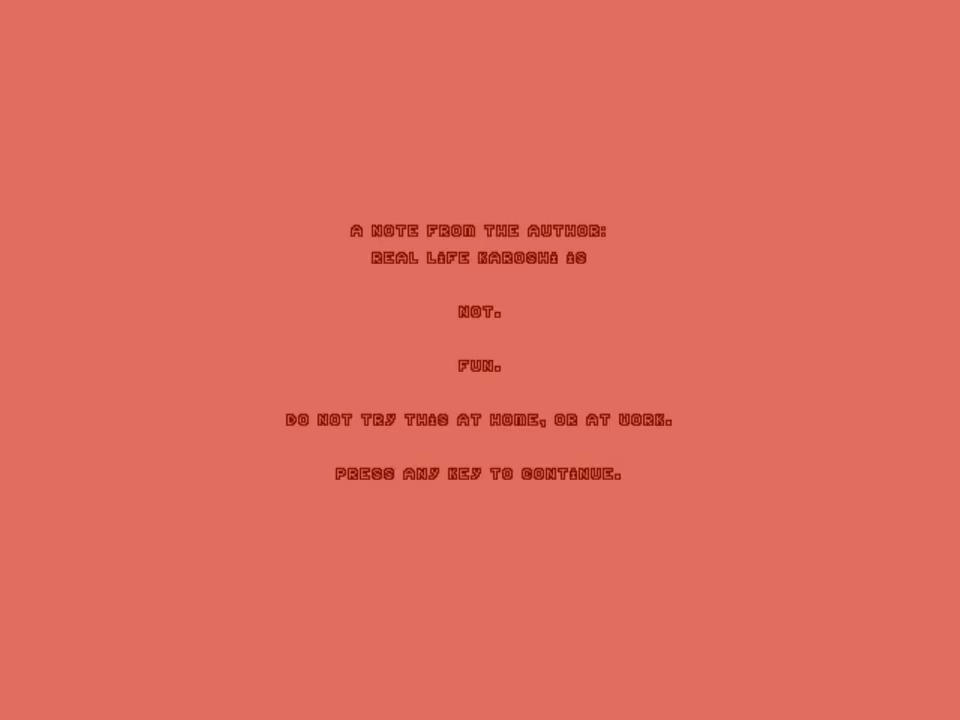 A NOTE FROM THE AUTHOR:
REAL LiFE KAROSHi iS
NOT.
FUN.
DO NOT TRY THiS AT HOME, OR AT WORK.
PRESS ANY KEY TO CONTiNUE.